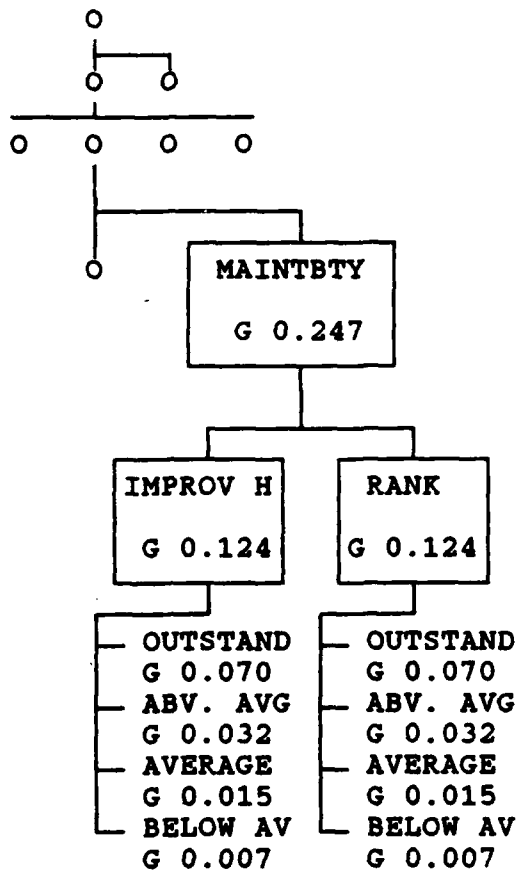 MAINTBTY
G 0.247
IMPROV H
G 0.124
RANK
G 0.124
OUTSTAND
G 0.070
ABV. AVG
G 0.032
AVERAGE
G 0.015
BELOW AV
G 0.007
OUTSTAND
G 0.070
ABV. AVG
G 0.032
AVERAGE
G 0.015
BELOW AV
G 0.007